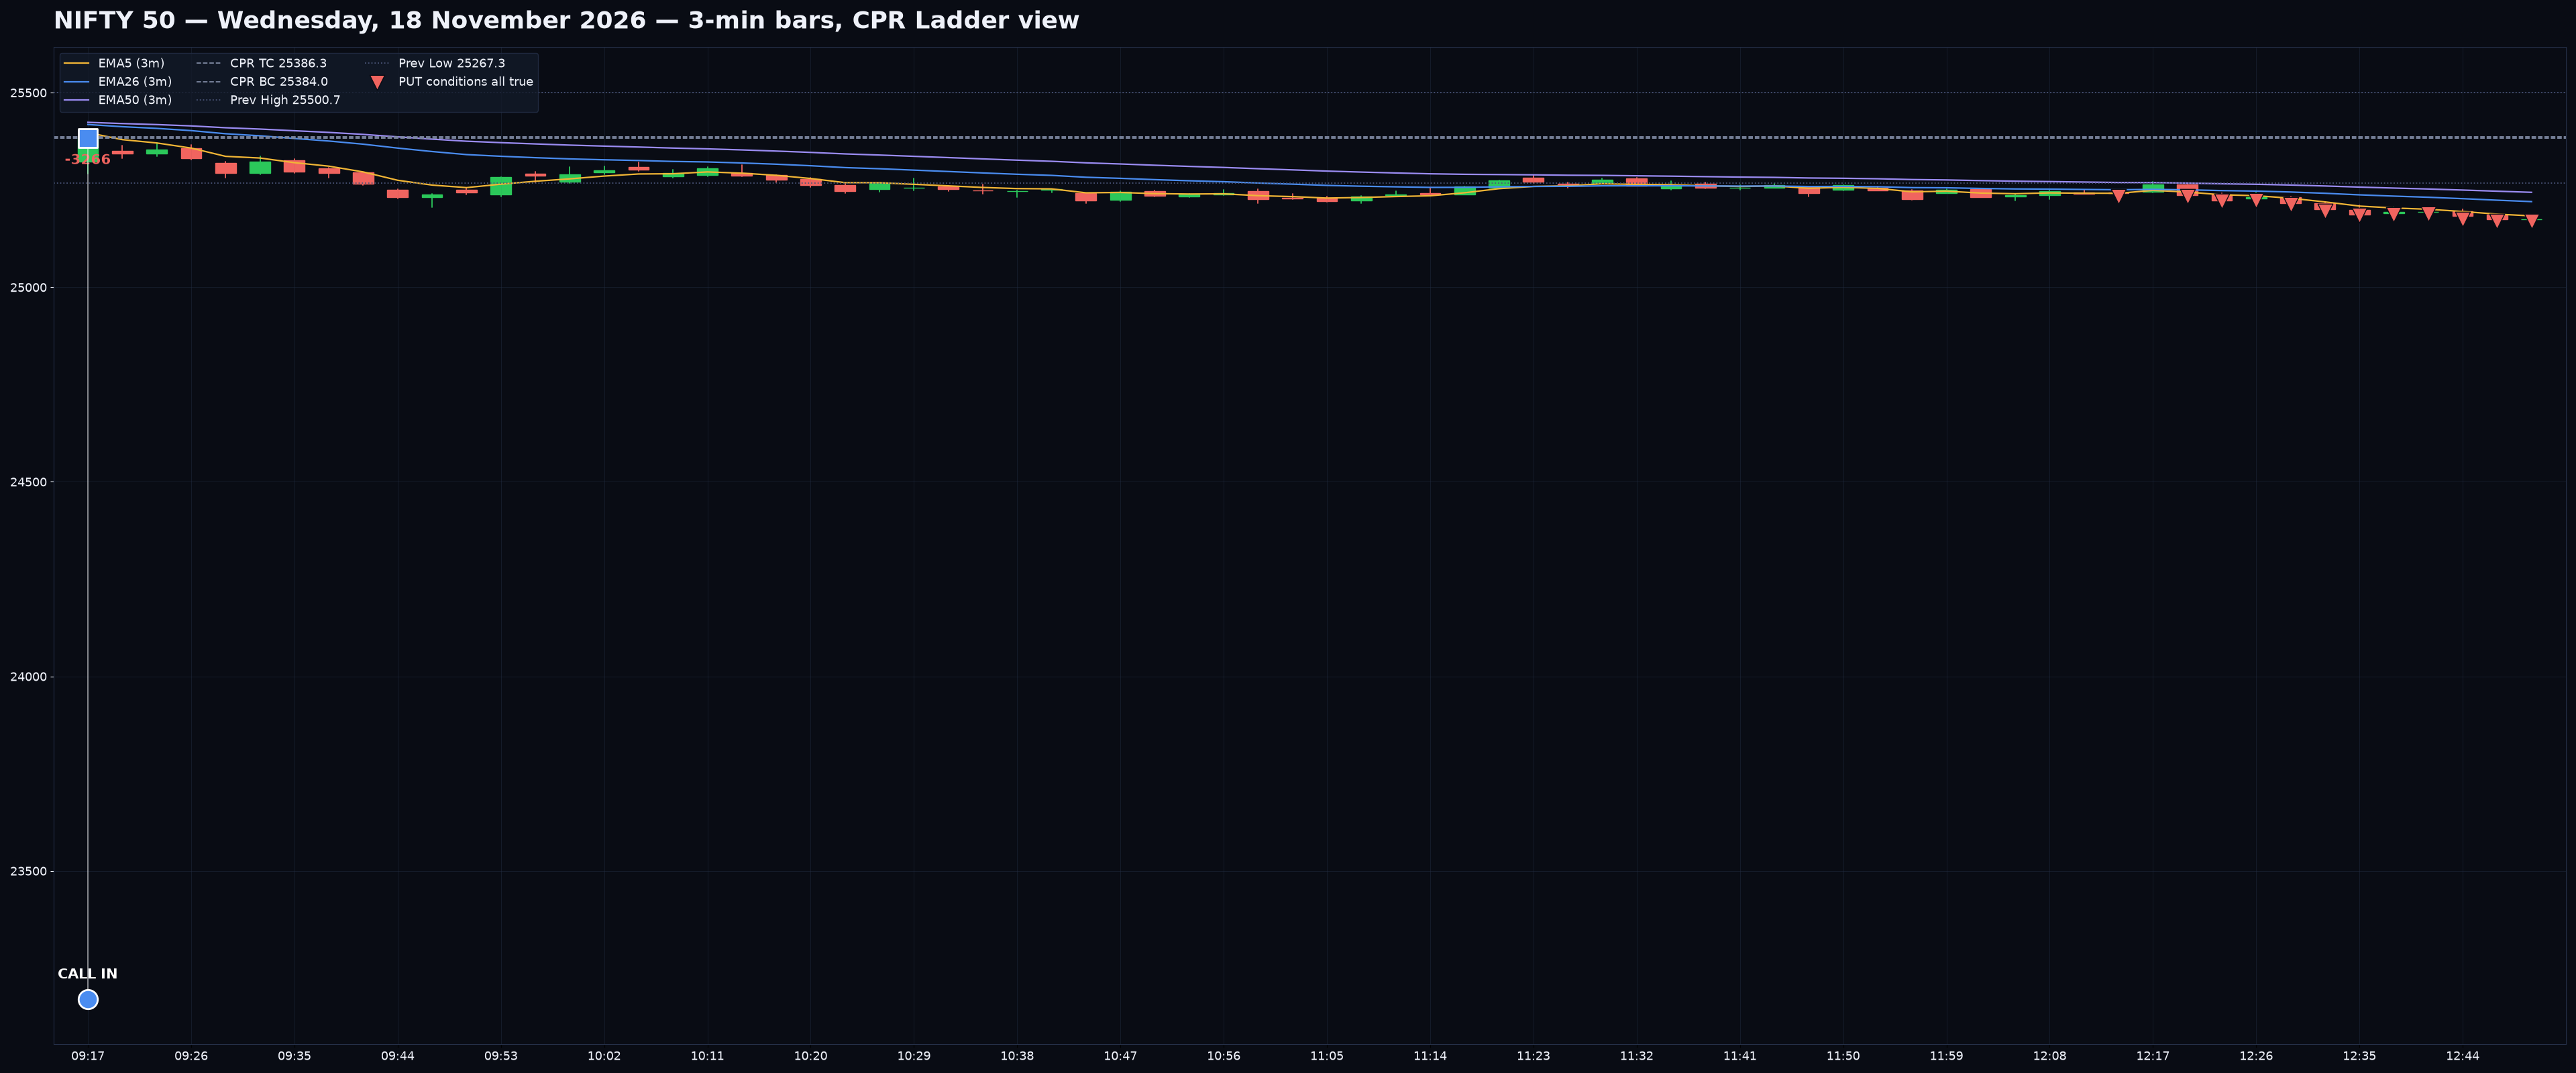 NIFTY 50 — Wednesday, 18 November 2026 — 3-min bars, CPR Ladder view
EMA5 (3m)
EMA26 (3m)
EMA50 (3m)
CPR TC 25386.3
CPR BC 25384.0
Prev High 25500.7
Prev Low 25267.3
PUT conditions all true
25500
25000
24500
24000
23500
CALL IN
09:17 09:26 09:35 09:44 09:53 10:02 10:11 10:20 10:29 10:38 10:47 10:56 11:05 11:14 11:23 11:32 11:41 11:50 11:59 12:08 12:17 12:26 12:35 12:44